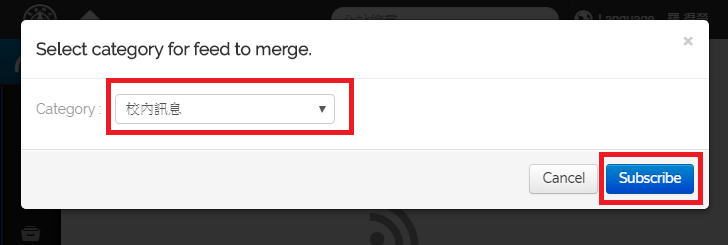 Language
Select category for feed to merge.
×
Category :
校內訊息
Cancel
Subscribe